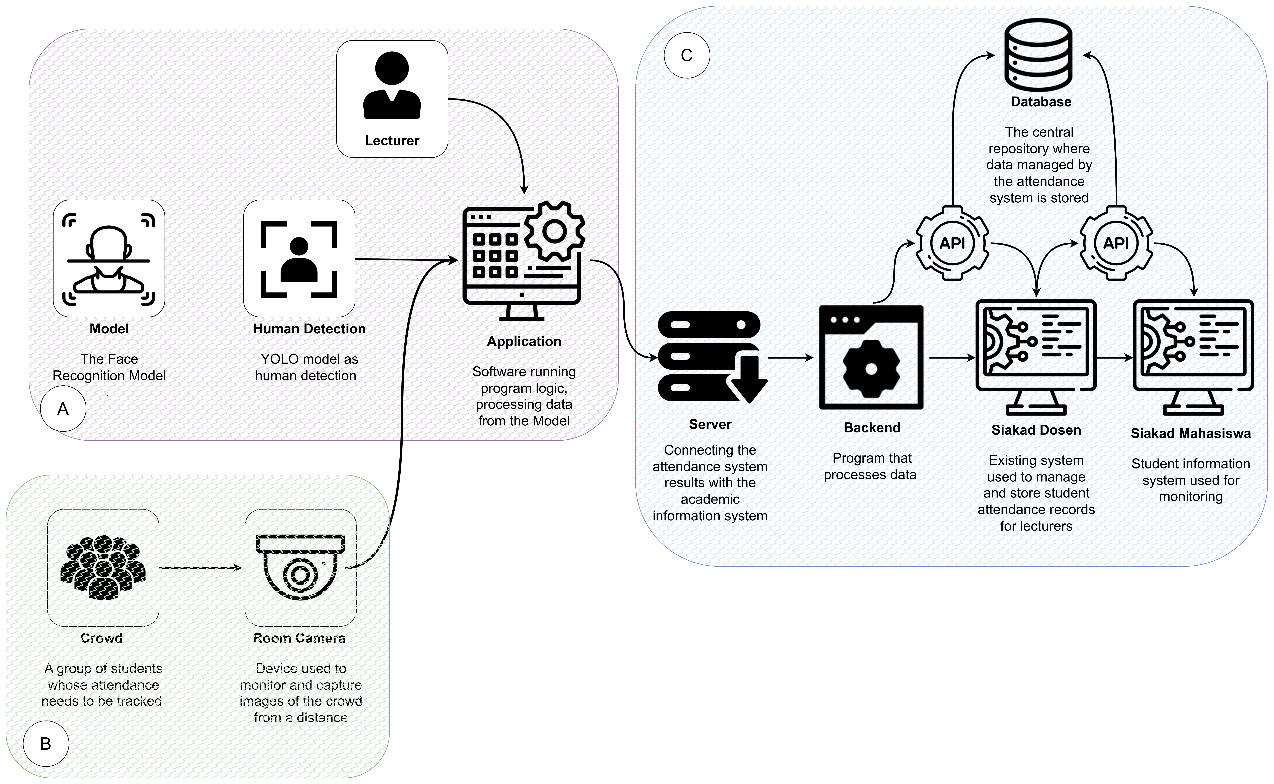 Lecturer
Model
The Face
Recognition Model
A
Human Detection
YOLO model as
human detection
Application
Software running
program logic,
processing data
from the Model
Crowd
A group of students
whose attendance
needs to be tracked
B
Room Camera
Device used to
monitor and capture
images of the crowd
from a distance
C
Database
The central
repository where
data managed by
the attendance
system is stored
API
API
Server
Connecting the
attendance system
results with the
academic
information system
Backend
Program that
processes data
Siakad Dosen
Existing system
used to manage
and store student
attendance records
for lecturers
Siakad Mahasiswa
Student information
system used for
monitoring